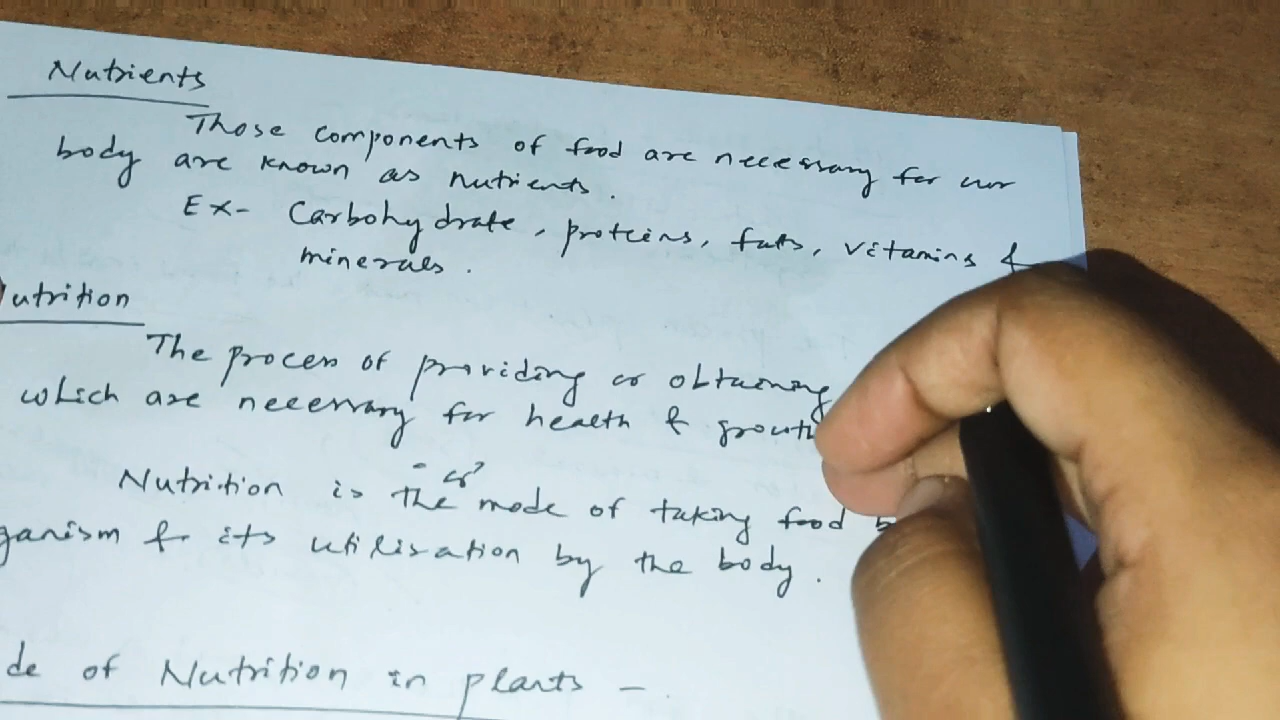 Nutrients
Those components of food are necessary for our
body are known as nutrients.
Ex- Carbohydrate, proteins, fats, vitamins &
minerals.
utrition
The process of providing or obtaining
which are necessary for health & growth
or
Nutrition is the mode of taking food b
ganism & its utilisation by the body.
de of Nutrition in plants -